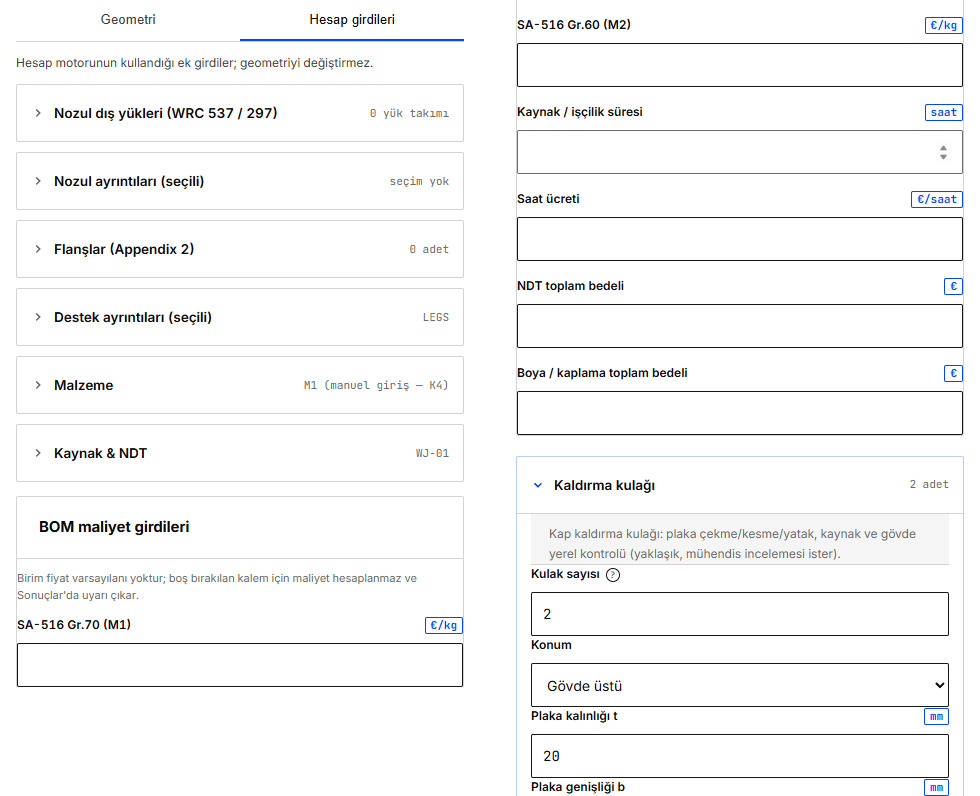 Geometri
Hesap girdileri
Hesap motorunun kullandığı ek girdiler; geometriyi değiştirmez.
Nozul dış yükleri (WRC 537 / 297)
0 yük takımı
Nozul ayrıntıları (seçili)
seçim yok
Flanşlar (Appendix 2)
0 adet
Destek ayrıntıları (seçili)
LEGS
Malzeme
M1 (manuel giriş — K4)
Kaynak & NDT
WJ-01
BOM maliyet girdileri
Birim fiyat varsayılanı yoktur; boş bırakılan kalem için maliyet hesaplanmaz ve
Sonuçlar'da uyarı çıkar.
SA-516 Gr.70 (M1)
€/kg
SA-516 Gr.60 (M2)
€/kg
Kaynak / işçilik süresi
saat
Saat ücreti
€/saat
NDT toplam bedeli
€
Boya / kaplama toplam bedeli
€
Kaldırma kulağı
2 adet
Kap kaldırma kulağı: plaka çekme/kesme/yatak, kaynak ve gövde
yerel kontrolü (yaklaşık, mühendis incelemesi ister).
Kulak sayısı ?
2
Konum
Gövde üstü
Plaka kalınlığı t
mm
20
Plaka genişliği b
mm